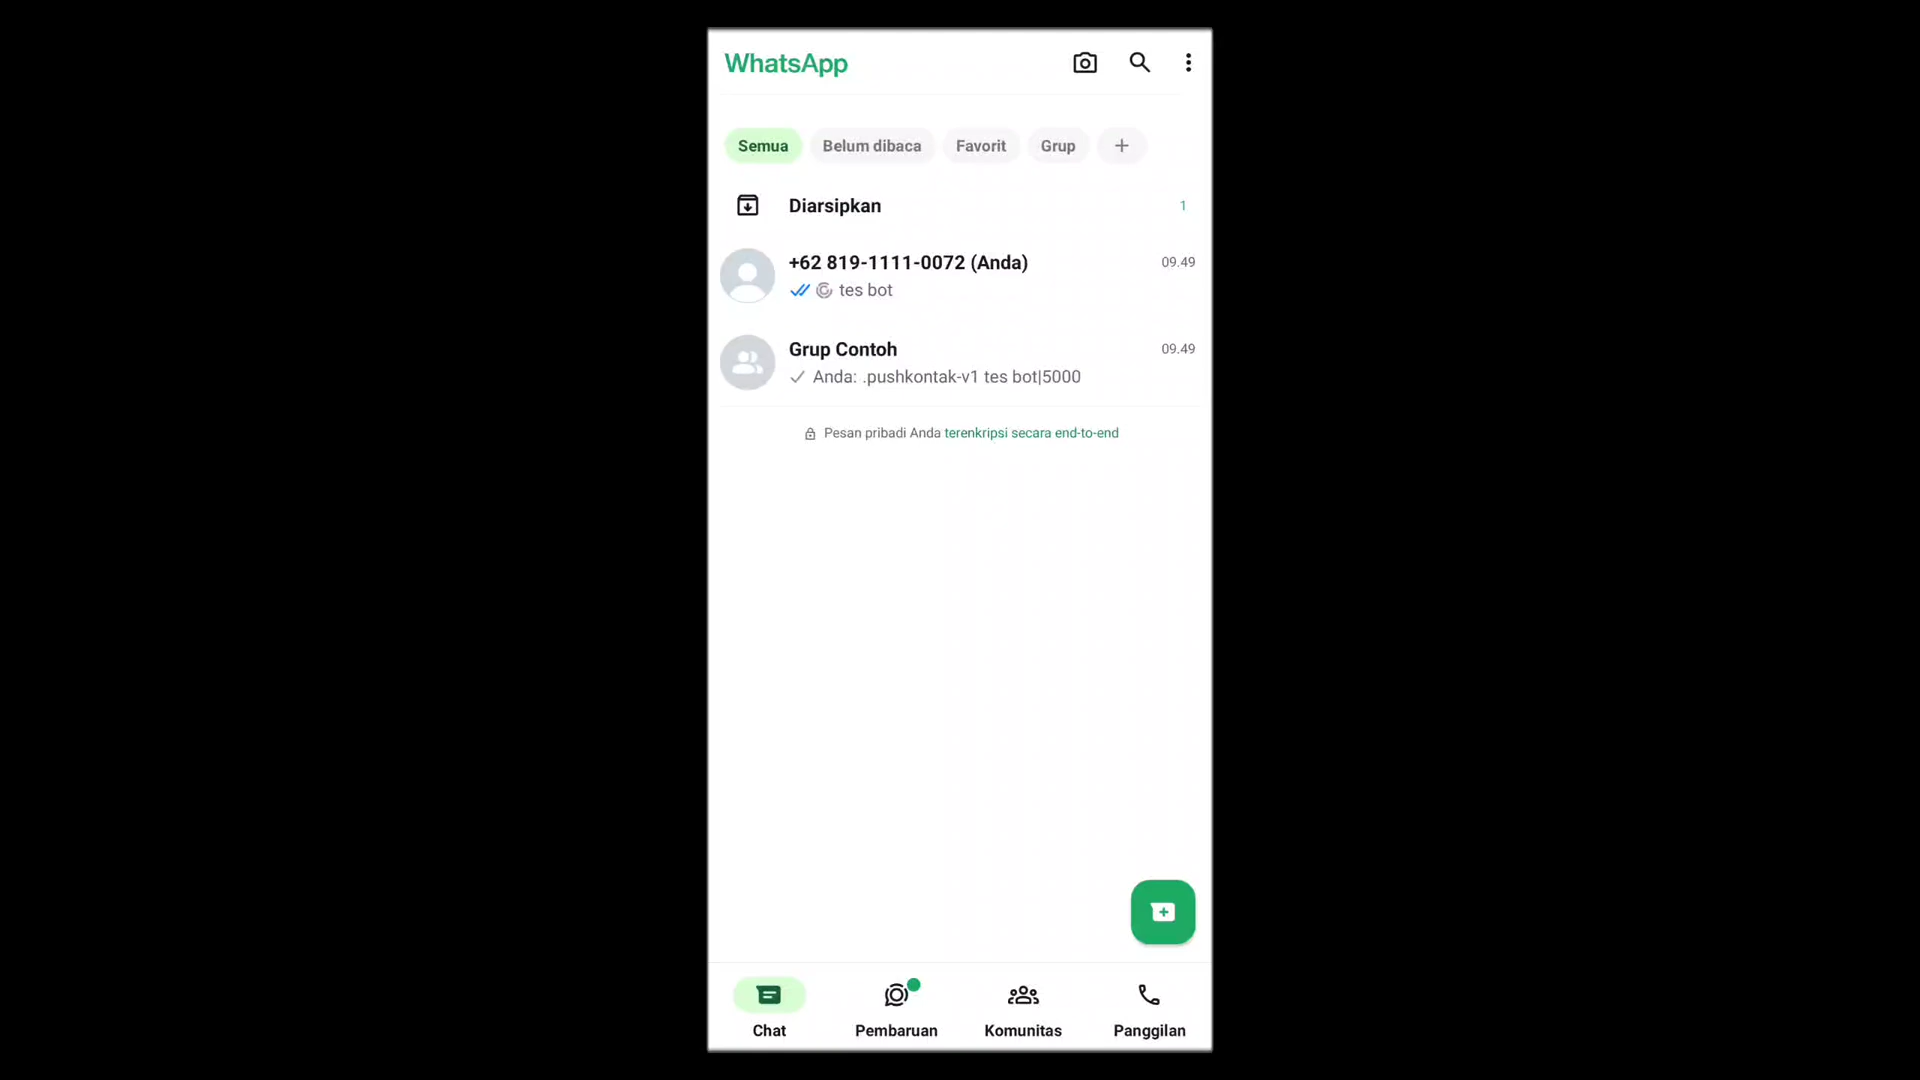 WhatsApp
Semua
Belum dibaca
Favorit
Grup
Diarsipkan
1
+62 819-1111-0072 (Anda)
09.49
tes bot
Grup Contoh
09.49
Anda: .pushkontak-v1 tes bot|5000
Pesan pribadi Anda terenkripsi secara end-to-end
Chat
Pembaruan
Komunitas
Panggilan